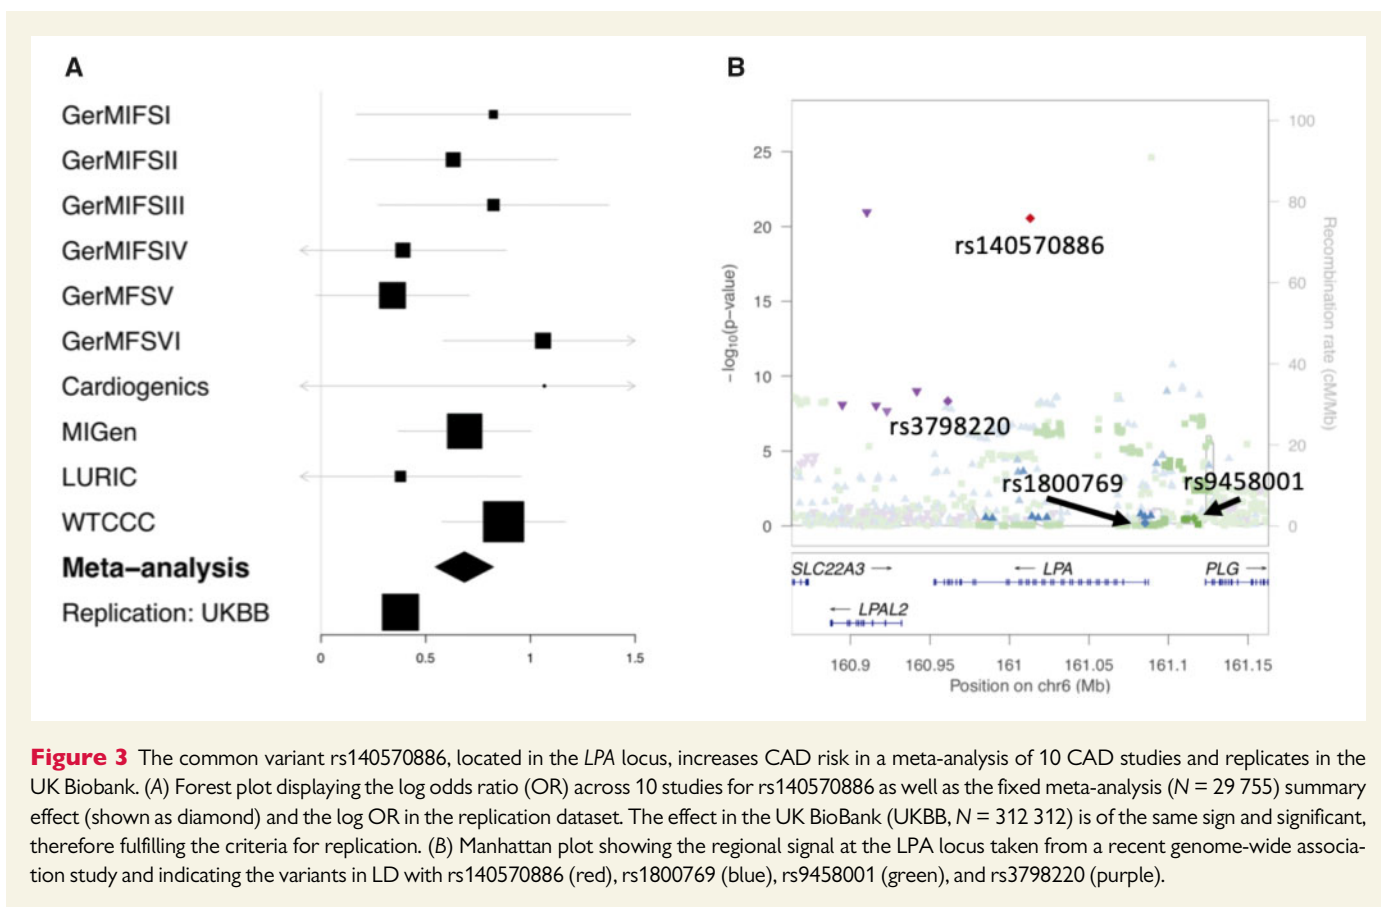 A
GerMIFSI
GerMIFSII
GerMIFSIII
GerMIFSIV
GerMFSV
GerMFSVI
Cardiogenics
MIGen
LURIC
WTCCC
Meta-analysis
Replication: UKBB
0 0.5 1 1.5
B
25
20
15
10
5
0
-log10(p-value)
100
80
60
40
20
0
Recombination rate (cM/Mb)
rs140570886
rs3798220
rs1800769
rs9458001
SLC22A3 → ← LPA PLG →
← LPAL2
160.9 160.95 161 161.05 161.1 161.15
Position on chr6 (Mb)
Figure 3 The common variant rs140570886, located in the LPA locus, increases CAD risk in a meta-analysis of 10 CAD studies and replicates in the
UK Biobank. (A) Forest plot displaying the log odds ratio (OR) across 10 studies for rs140570886 as well as the fixed meta-analysis (N = 29 755) summary
effect (shown as diamond) and the log OR in the replication dataset. The effect in the UK BioBank (UKBB, N = 312 312) is of the same sign and significant,
therefore fulfilling the criteria for replication. (B) Manhattan plot showing the regional signal at the LPA locus taken from a recent genome-wide associa-
tion study and indicating the variants in LD with rs140570886 (red), rs1800769 (blue), rs9458001 (green), and rs3798220 (purple).